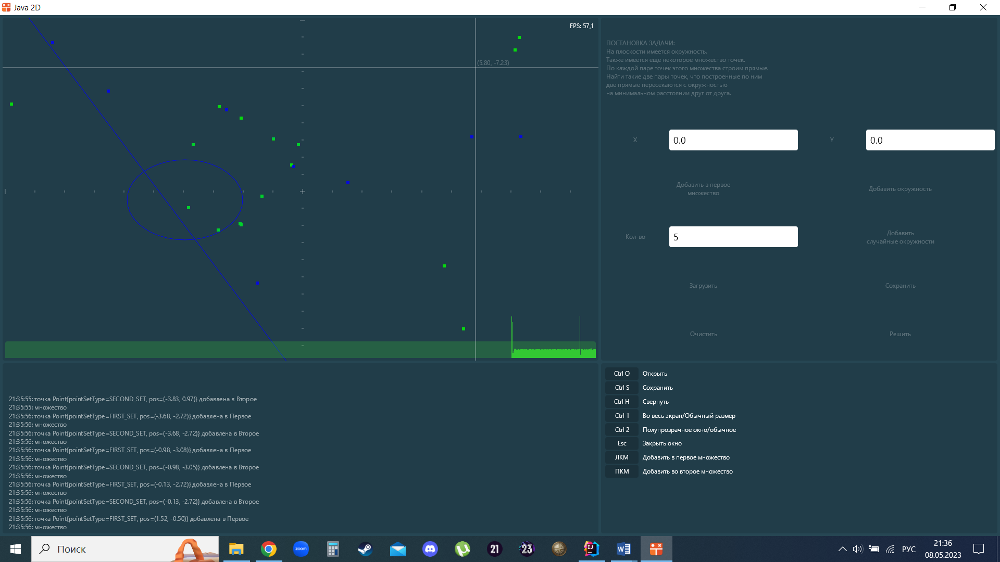 Java 2D
FPS: 57,1
(5.80, -7.23)
ПОСТАНОВКА ЗАДАЧИ:
На плоскости имеется окружность.
Также имеется еще некоторое множество точек.
По каждой паре точек этого множества строим прямые.
Найти такие две пары точек, что построенные по ним
две прямые пересекаются с окружностью
на минимальном расстоянии друг от друга.
X
0.0
Y
0.0
Добавить в первое
множество
Добавить окружность
Кол-во
5
Добавить
случайные окружности
Загрузить
Сохранить
Очистить
Решить
21:35:55: точка Point{pointSetType=SECOND_SET, pos=(-3.83, 0.97)} добавлена в Второе
21:35:55: множество
21:35:56: точка Point{pointSetType=FIRST_SET, pos=(-3.68, -2.72)} добавлена в Первое
21:35:56: множество
21:35:56: точка Point{pointSetType=SECOND_SET, pos=(-3.68, -2.72)} добавлена в Второе
21:35:56: множество
21:35:56: точка Point{pointSetType=FIRST_SET, pos=(-0.98, -3.08)} добавлена в Первое
21:35:56: множество
21:35:56: точка Point{pointSetType=SECOND_SET, pos=(-0.98, -3.05)} добавлена в Второе
21:35:56: множество
21:35:56: точка Point{pointSetType=FIRST_SET, pos=(-0.13, -2.72)} добавлена в Первое
21:35:56: множество
21:35:56: точка Point{pointSetType=SECOND_SET, pos=(-0.13, -2.72)} добавлена в Второе
21:35:56: множество
21:35:56: точка Point{pointSetType=FIRST_SET, pos=(1.52, -0.50)} добавлена в Первое
21:35:56: множество
Ctrl O Открыть
Ctrl S Сохранить
Ctrl H Свернуть
Ctrl 1 Во весь экран/Обычный размер
Ctrl 2 Полупрозрачное окно/обычное
Esc Закрыть окно
ЛКМ Добавить в первое множество
ПКМ Добавить во второе множество
Поиск
zoom
21
23
IJ
W
РУС
21:36
08.05.2023